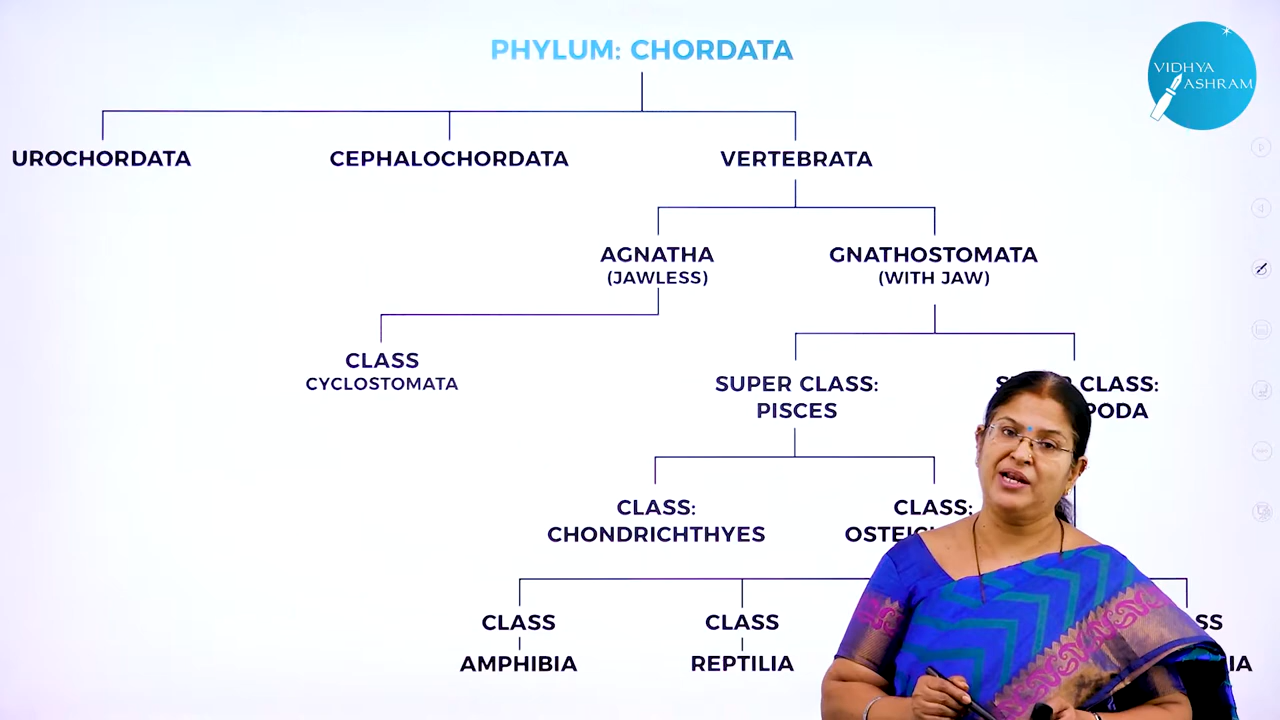 PHYLUM: CHORDATA
VIDHYA
ASHRAM
UROCHORDATA
CEPHALOCHORDATA
VERTEBRATA
AGNATHA
(JAWLESS)
GNATHOSTOMATA
(WITH JAW)
CLASS
CYCLOSTOMATA
SUPER CLASS:
PISCES
CLASS:
CLASS:
CHONDRICHTHYES
CLASS:
CLASS
AMPHIBIA
CLASS
REPTILIA